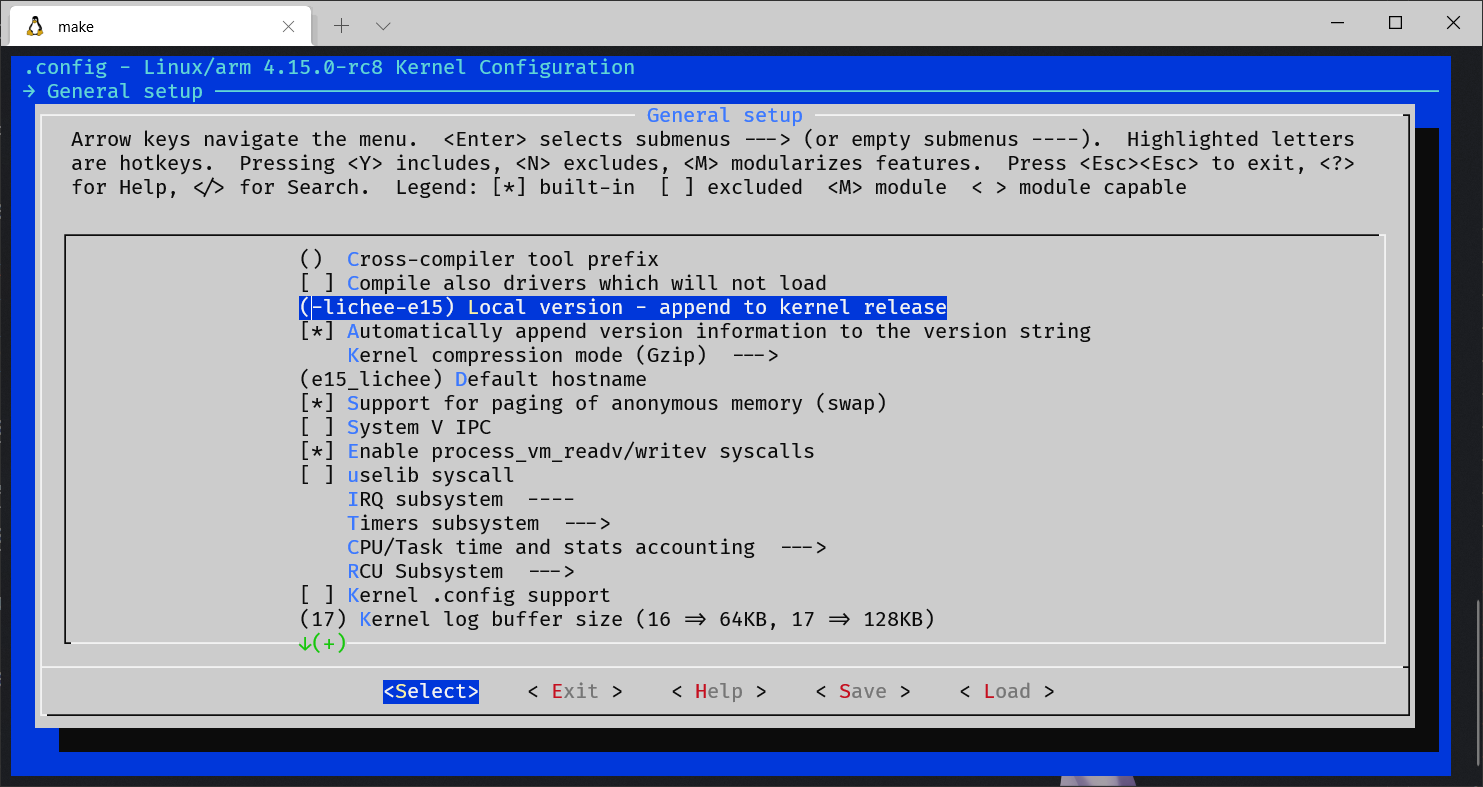 make
.config - Linux/arm 4.15.0-rc8 Kernel Configuration
→ General setup
General setup
Arrow keys navigate the menu.  <Enter> selects submenus ---> (or empty submenus ----).  Highlighted letters
are hotkeys.  Pressing <Y> includes, <N> excludes, <M> modularizes features.  Press <Esc><Esc> to exit, <?>
for Help, </> for Search.  Legend: [*] built-in  [ ] excluded  <M> module  < > module capable
()  Cross-compiler tool prefix
[ ] Compile also drivers which will not load
(-lichee-e15) Local version - append to kernel release
[*] Automatically append version information to the version string
Kernel compression mode (Gzip)  --->
(e15_lichee) Default hostname
[*] Support for paging of anonymous memory (swap)
[ ] System V IPC
[*] Enable process_vm_readv/writev syscalls
[ ] uselib syscall
IRQ subsystem  ----
Timers subsystem  --->
CPU/Task time and stats accounting  --->
RCU Subsystem  --->
[ ] Kernel .config support
(17) Kernel log buffer size (16 => 64KB, 17 => 128KB)
↓(+)
<Select>    < Exit >    < Help >    < Save >    < Load >